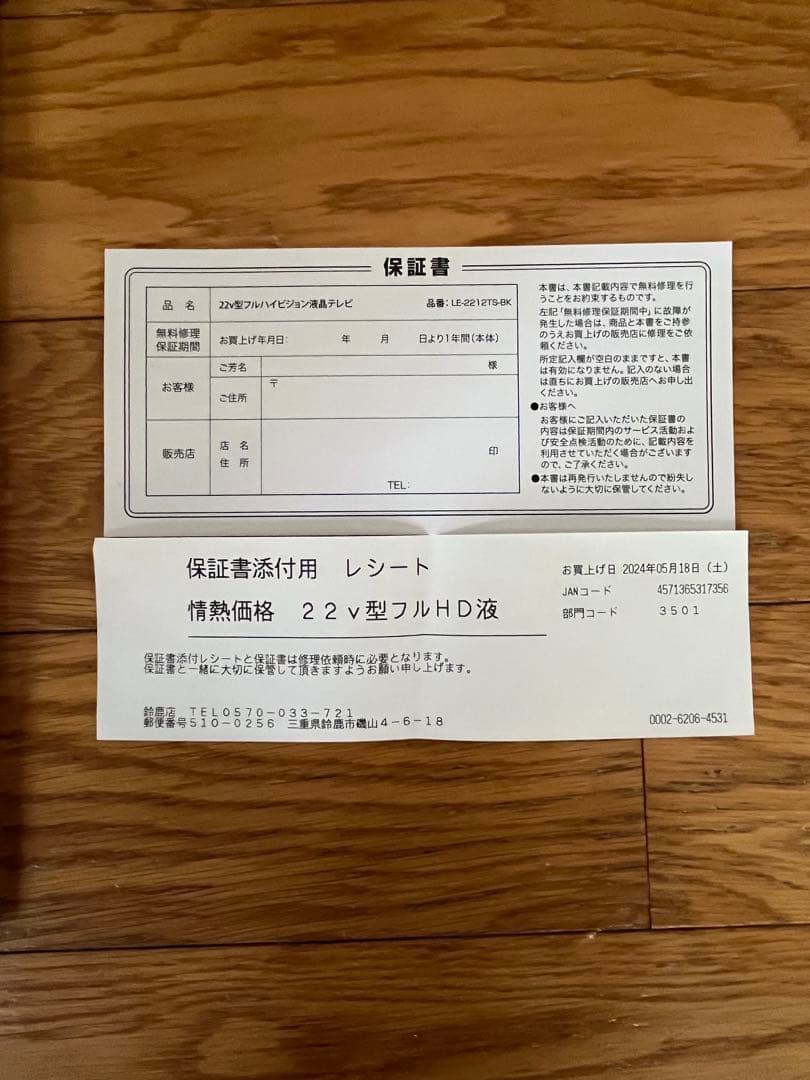 保証書
品 名 22v型フルハイビジョン液晶テレビ 品番：LE-2212TS-BK
無料修理
保証期間 お買上げ年月日： 年 月 日より1年間（本体）
お客様 ご芳名 様
ご住所 〒
販売店 店 名
住 所 印
TEL：
本書は、本書記載内容で無料修理を行
うことをお約束するものです。
左記「無料修理保証期間中」に故障が
発生した場合は、商品と本書をご持参
のうえお買上げの販売店に修理をご依
頼ください。
所定記入欄が空白のままですと、本書
は有効になりません。記入のない場合
は直ちにお買上げの販売店へお申し出
ください。
●お客様へ
お客様にご記入いただいた保証書の
内容は保証期間内のサービス活動およ
び安全点検活動のために、記載内容を
利用させていただく場合がございます
ので、ご了承ください。
●本書は再発行いたしませんので紛失し
ないように大切に保管してください。
保証書添付用 レシート
情熱価格 ２２ｖ型フルＨＤ液
お買上げ日 2024年05月18日（土）
JANコード 4571365317356
部門コード ３５０１
保証書添付レシートと保証書は修理依頼時に必要となります。
保証書と一緒に大切に保管して頂きますようお願い申し上げます。
鈴鹿店 ＴＥＬ０５７０－０３３－７２１
郵便番号５１０－０２５６ 三重県鈴鹿市磯山４－６－１８
0002-6206-4531